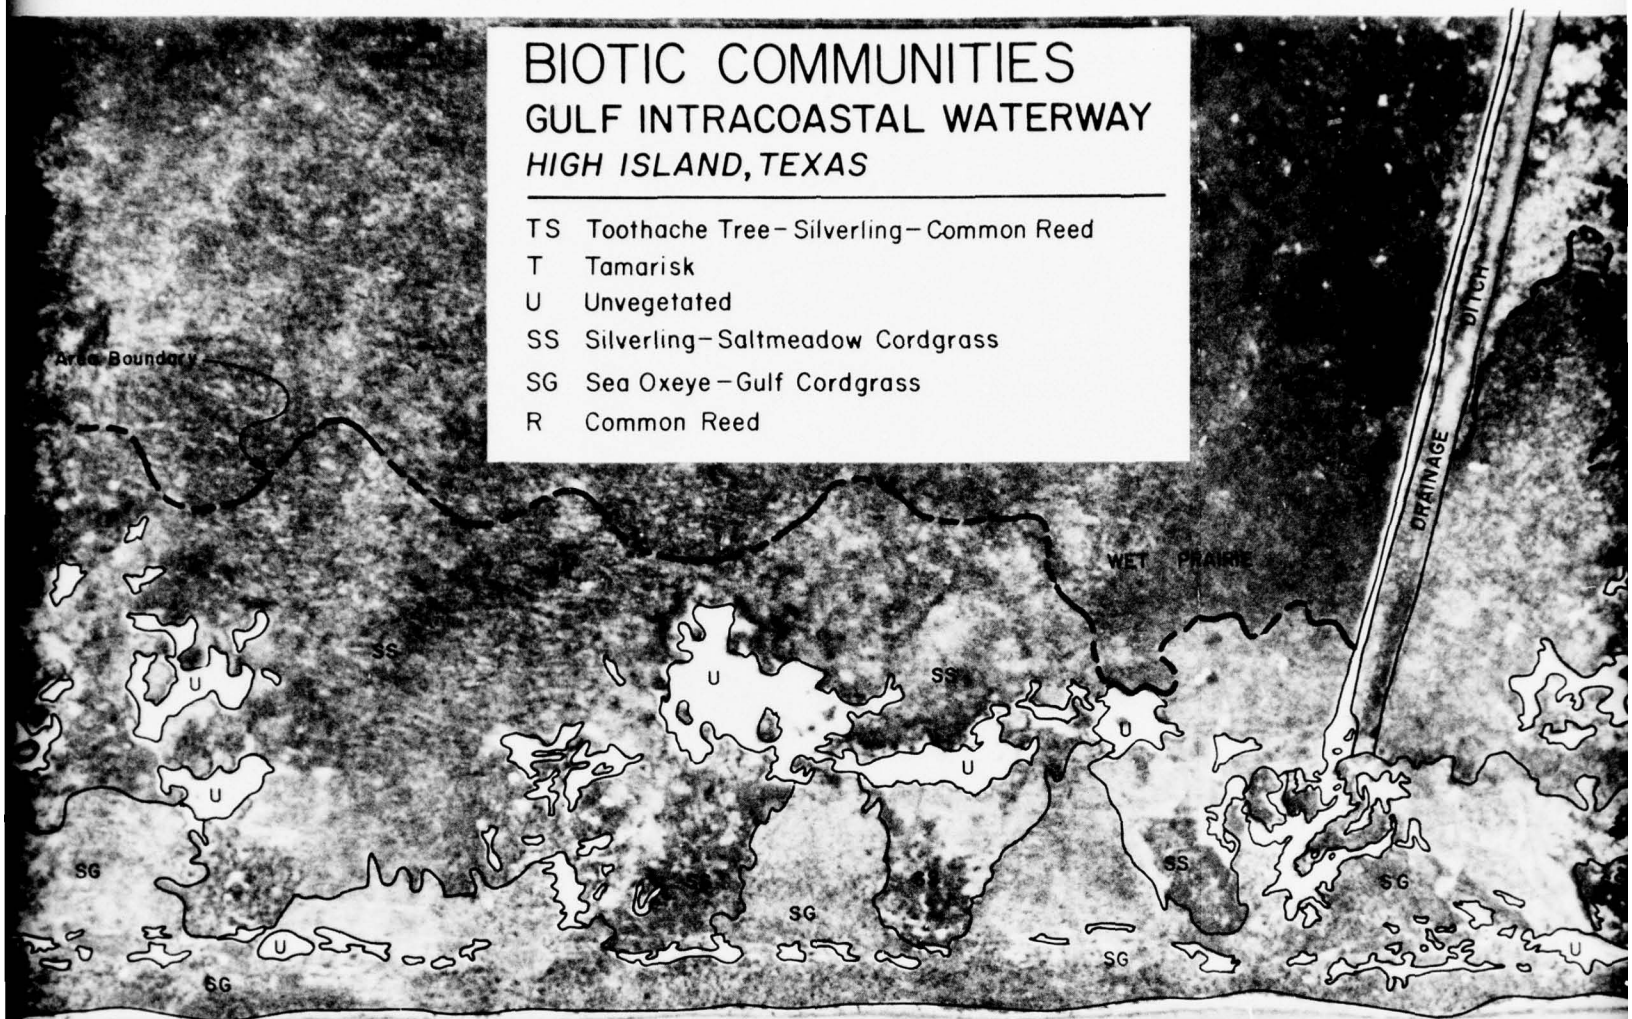 BIOTIC COMMUNITIES
GULF INTRACOASTAL WATERWAY
HIGH ISLAND, TEXAS
TS Toothache Tree-Silverling-Common Reed
T Tamarisk
U Unvegetated
SS Silverling-Saltmeadow Cordgrass
SG Sea Oxeye-Gulf Cordgrass
R Common Reed
DITCH
Area Boundary
DRAINAGE
WET PRAIRIE
SS
U
SS
U
U
U
U
U
SS
SG
SG
SG
U
U
SG
SG